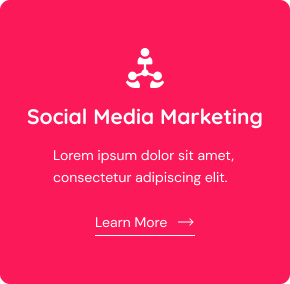 Social Media Marketing
Lorem ipsum dolor sit amet,
consectetur adipiscing elit.
Learn More